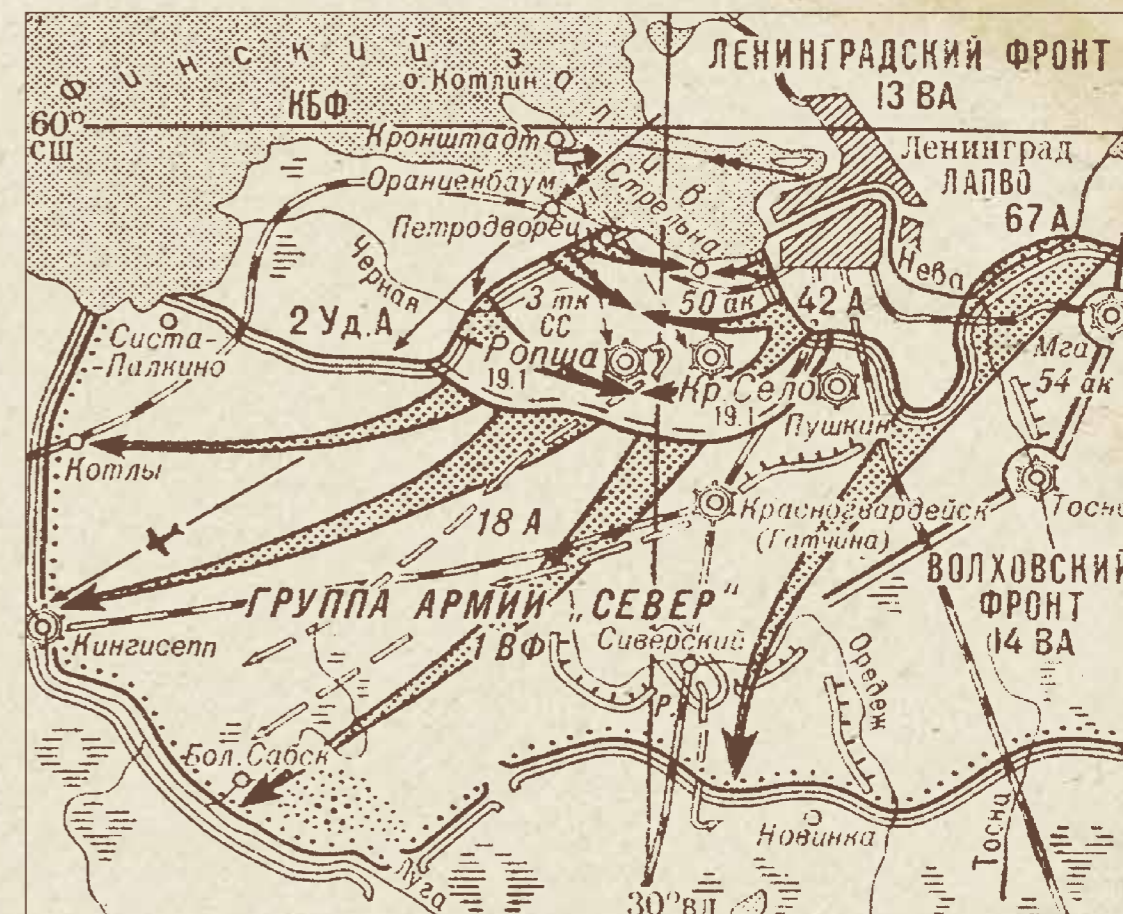 Финский залив
о. Котлин
ЛЕНИНГРАДСКИЙ ФРОНТ
13 ВА
КБФ
60°
СШ
Кронштадт
Ленинград
ЛАПВО
Ораниенбаум
67 А
Петродворец
Стрельна
Нева
Черная
3 тк
СС
50 ак
42 А
2 Уд.А
Систа-
-Палкино
Ропша
19.1
Кр.Село
19.1
Мга
54 ак
Пушкин
Котлы
18 А
Красногвардейск
(Гатчина)
Тосно
ВОЛХОВСКИЙ
ФРОНТ
14 ВА
ГРУППА АРМИЙ „СЕВЕР"
Кингисепп
1 ВФ
Сиверский
р.
Оредеж
Бол.Сабск
Новинка
Тосна
Луга
30°вд